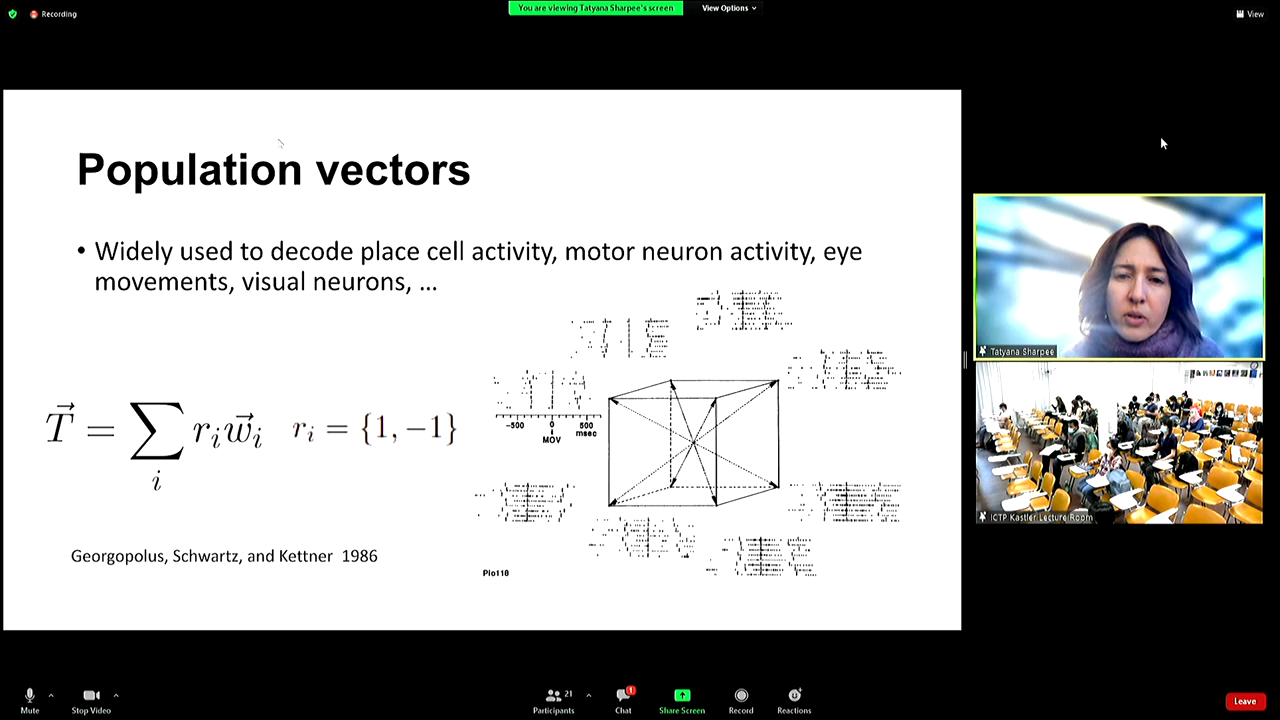 Recording
You are viewing Tatyana Sharpee's screen
View Options
View
Population vectors
• Widely used to decode place cell activity, motor neuron activity, eye
movements, visual neurons, ...
\vec{T} = \sum_{i} r_i \vec{w}_i   r_i = {1, −1}
-500 0 500
MOV msec
Georgopolus, Schwartz, and Kettner 1986
Plo118
Tatyana Sharpee
ICTP Kastler Lecture Room
Mute
Stop Video
21
Participants
1
Chat
Share Screen
Record
Reactions
Leave